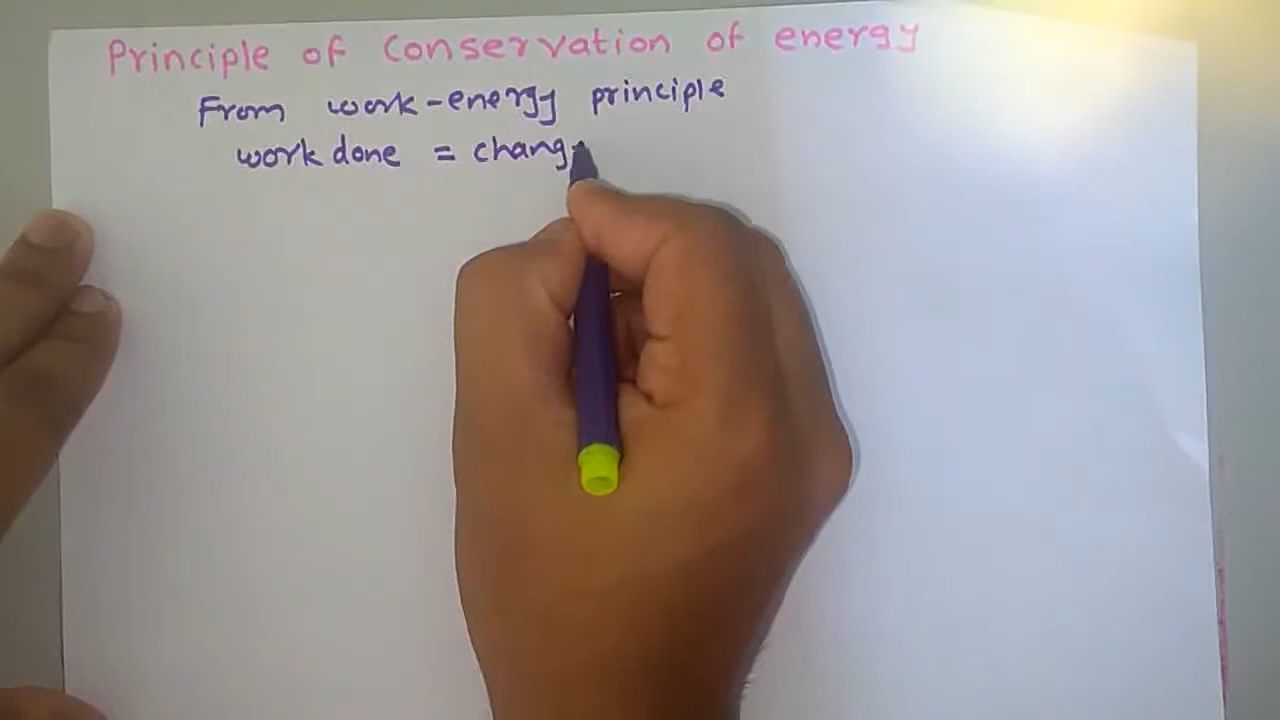 Principle of Conservation of energy
From work-energy principle
work done = chang